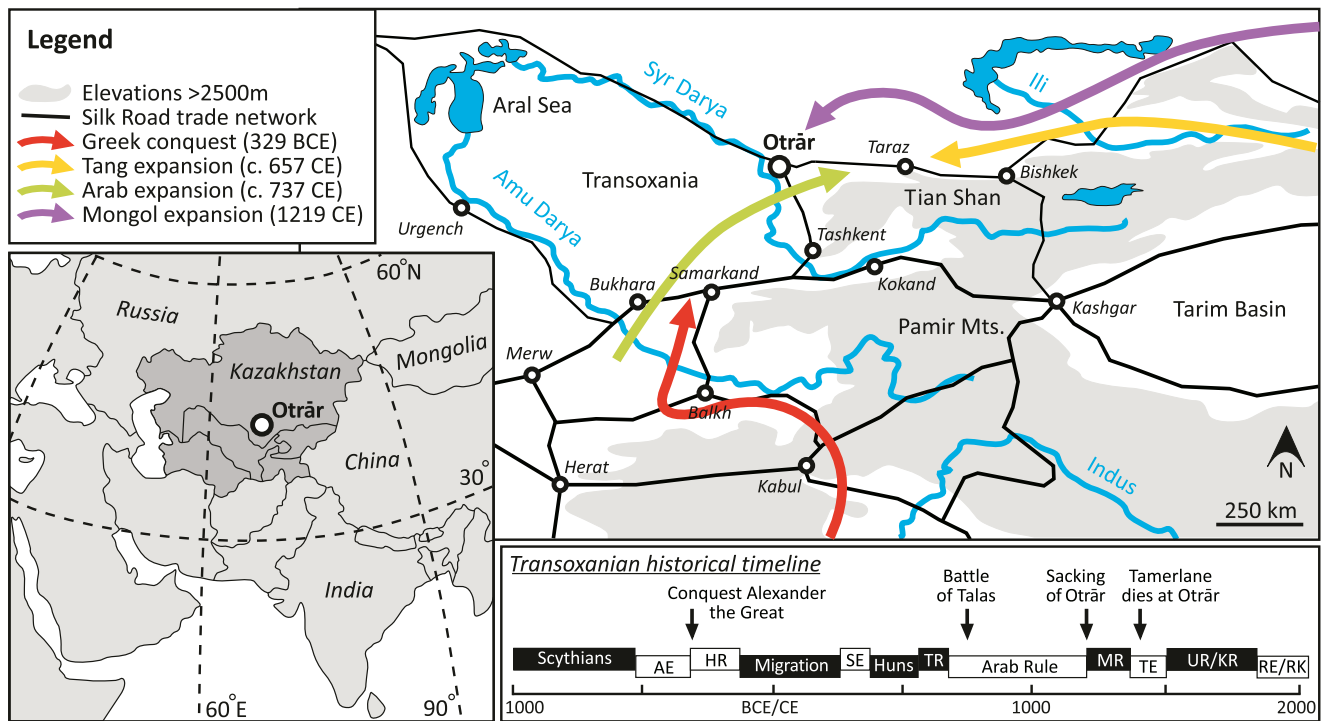 Legend
Elevations >2500m
Silk Road trade network
Greek conquest (329 BCE)
Tang expansion (c. 657 CE)
Arab expansion (c. 737 CE)
Mongol expansion (1219 CE)
Aral Sea
Syr Darya
Ili
Otrār
Taraz
Bishkek
Transoxania
Tian Shan
Amu Darya
Urgench
Tashkent
Bukhara
Samarkand
Kokand
Kashgar
Tarim Basin
Pamir Mts.
Merw
Balkh
Herat
Kabul
Indus
N
250 km
60°N
Russia
Mongolia
Kazakhstan
Otrār
China
30°
India
60°E
90°
Transoxanian historical timeline
Conquest Alexander
the Great
Battle
of Talas
Sacking
of Otrār
Tamerlane
dies at Otrār
Scythians
AE
HR
Migration
SE
Huns
TR
Arab Rule
MR
TE
UR/KR
RE/RK
1000
BCE/CE
1000
2000